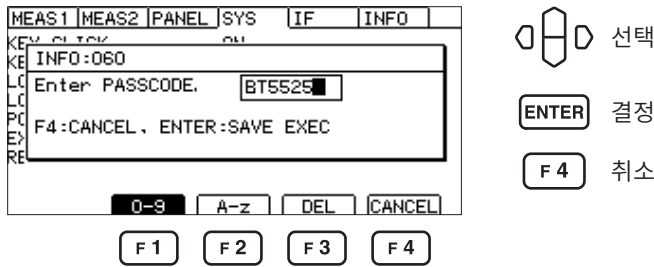 MEAS1 MEAS2 PANEL SYS IF INFO
INFO:060
Enter PASSCODE. BT5525
F4:CANCEL, ENTER:SAVE EXEC
0-9 A-z DEL CANCEL
F1 F2 F3 F4
선택
ENTER 결정
F4 취소